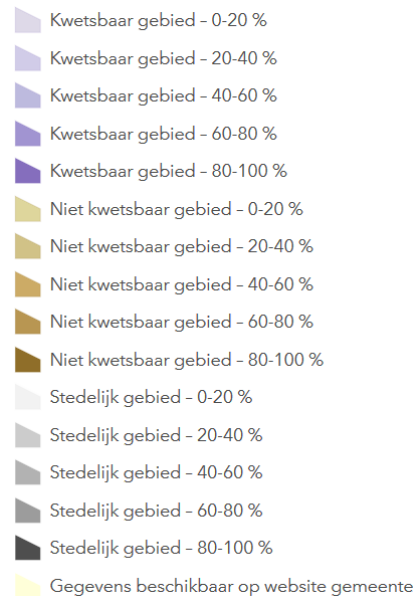 Kwetsbaar gebied – 0-20 %
Kwetsbaar gebied – 20-40 %
Kwetsbaar gebied – 40-60 %
Kwetsbaar gebied – 60-80 %
Kwetsbaar gebied – 80-100 %
Niet kwetsbaar gebied – 0-20 %
Niet kwetsbaar gebied – 20-40 %
Niet kwetsbaar gebied – 40-60 %
Niet kwetsbaar gebied – 60-80 %
Niet kwetsbaar gebied – 80-100 %
Stedelijk gebied – 0-20 %
Stedelijk gebied – 20-40 %
Stedelijk gebied – 40-60 %
Stedelijk gebied – 60-80 %
Stedelijk gebied – 80-100 %
Gegevens beschikbaar op website gemeente